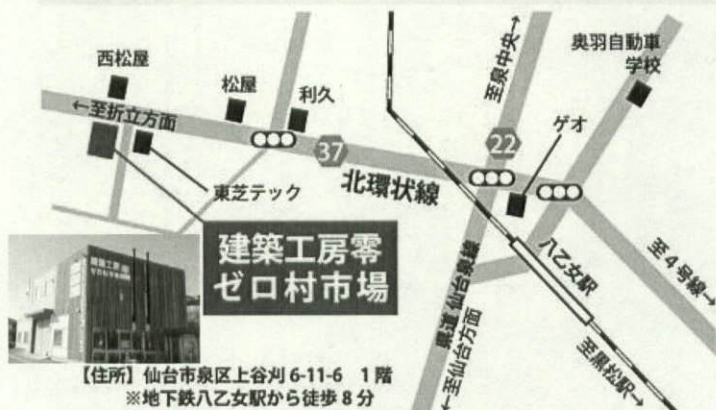 西松屋
松屋
利久
←至折立方面
東芝テック
37
北環状線
至泉中央→
22
ゲオ
奥羽自動車
学校
八乙女駅
至4号線→
県道 仙台泉線
←至仙台方面
至黒松駅→
建築工房零
ゼロ村市場
【住所】仙台市泉区上谷刈 6-11-6 1階
※地下鉄八乙女駅から徒歩 8 分